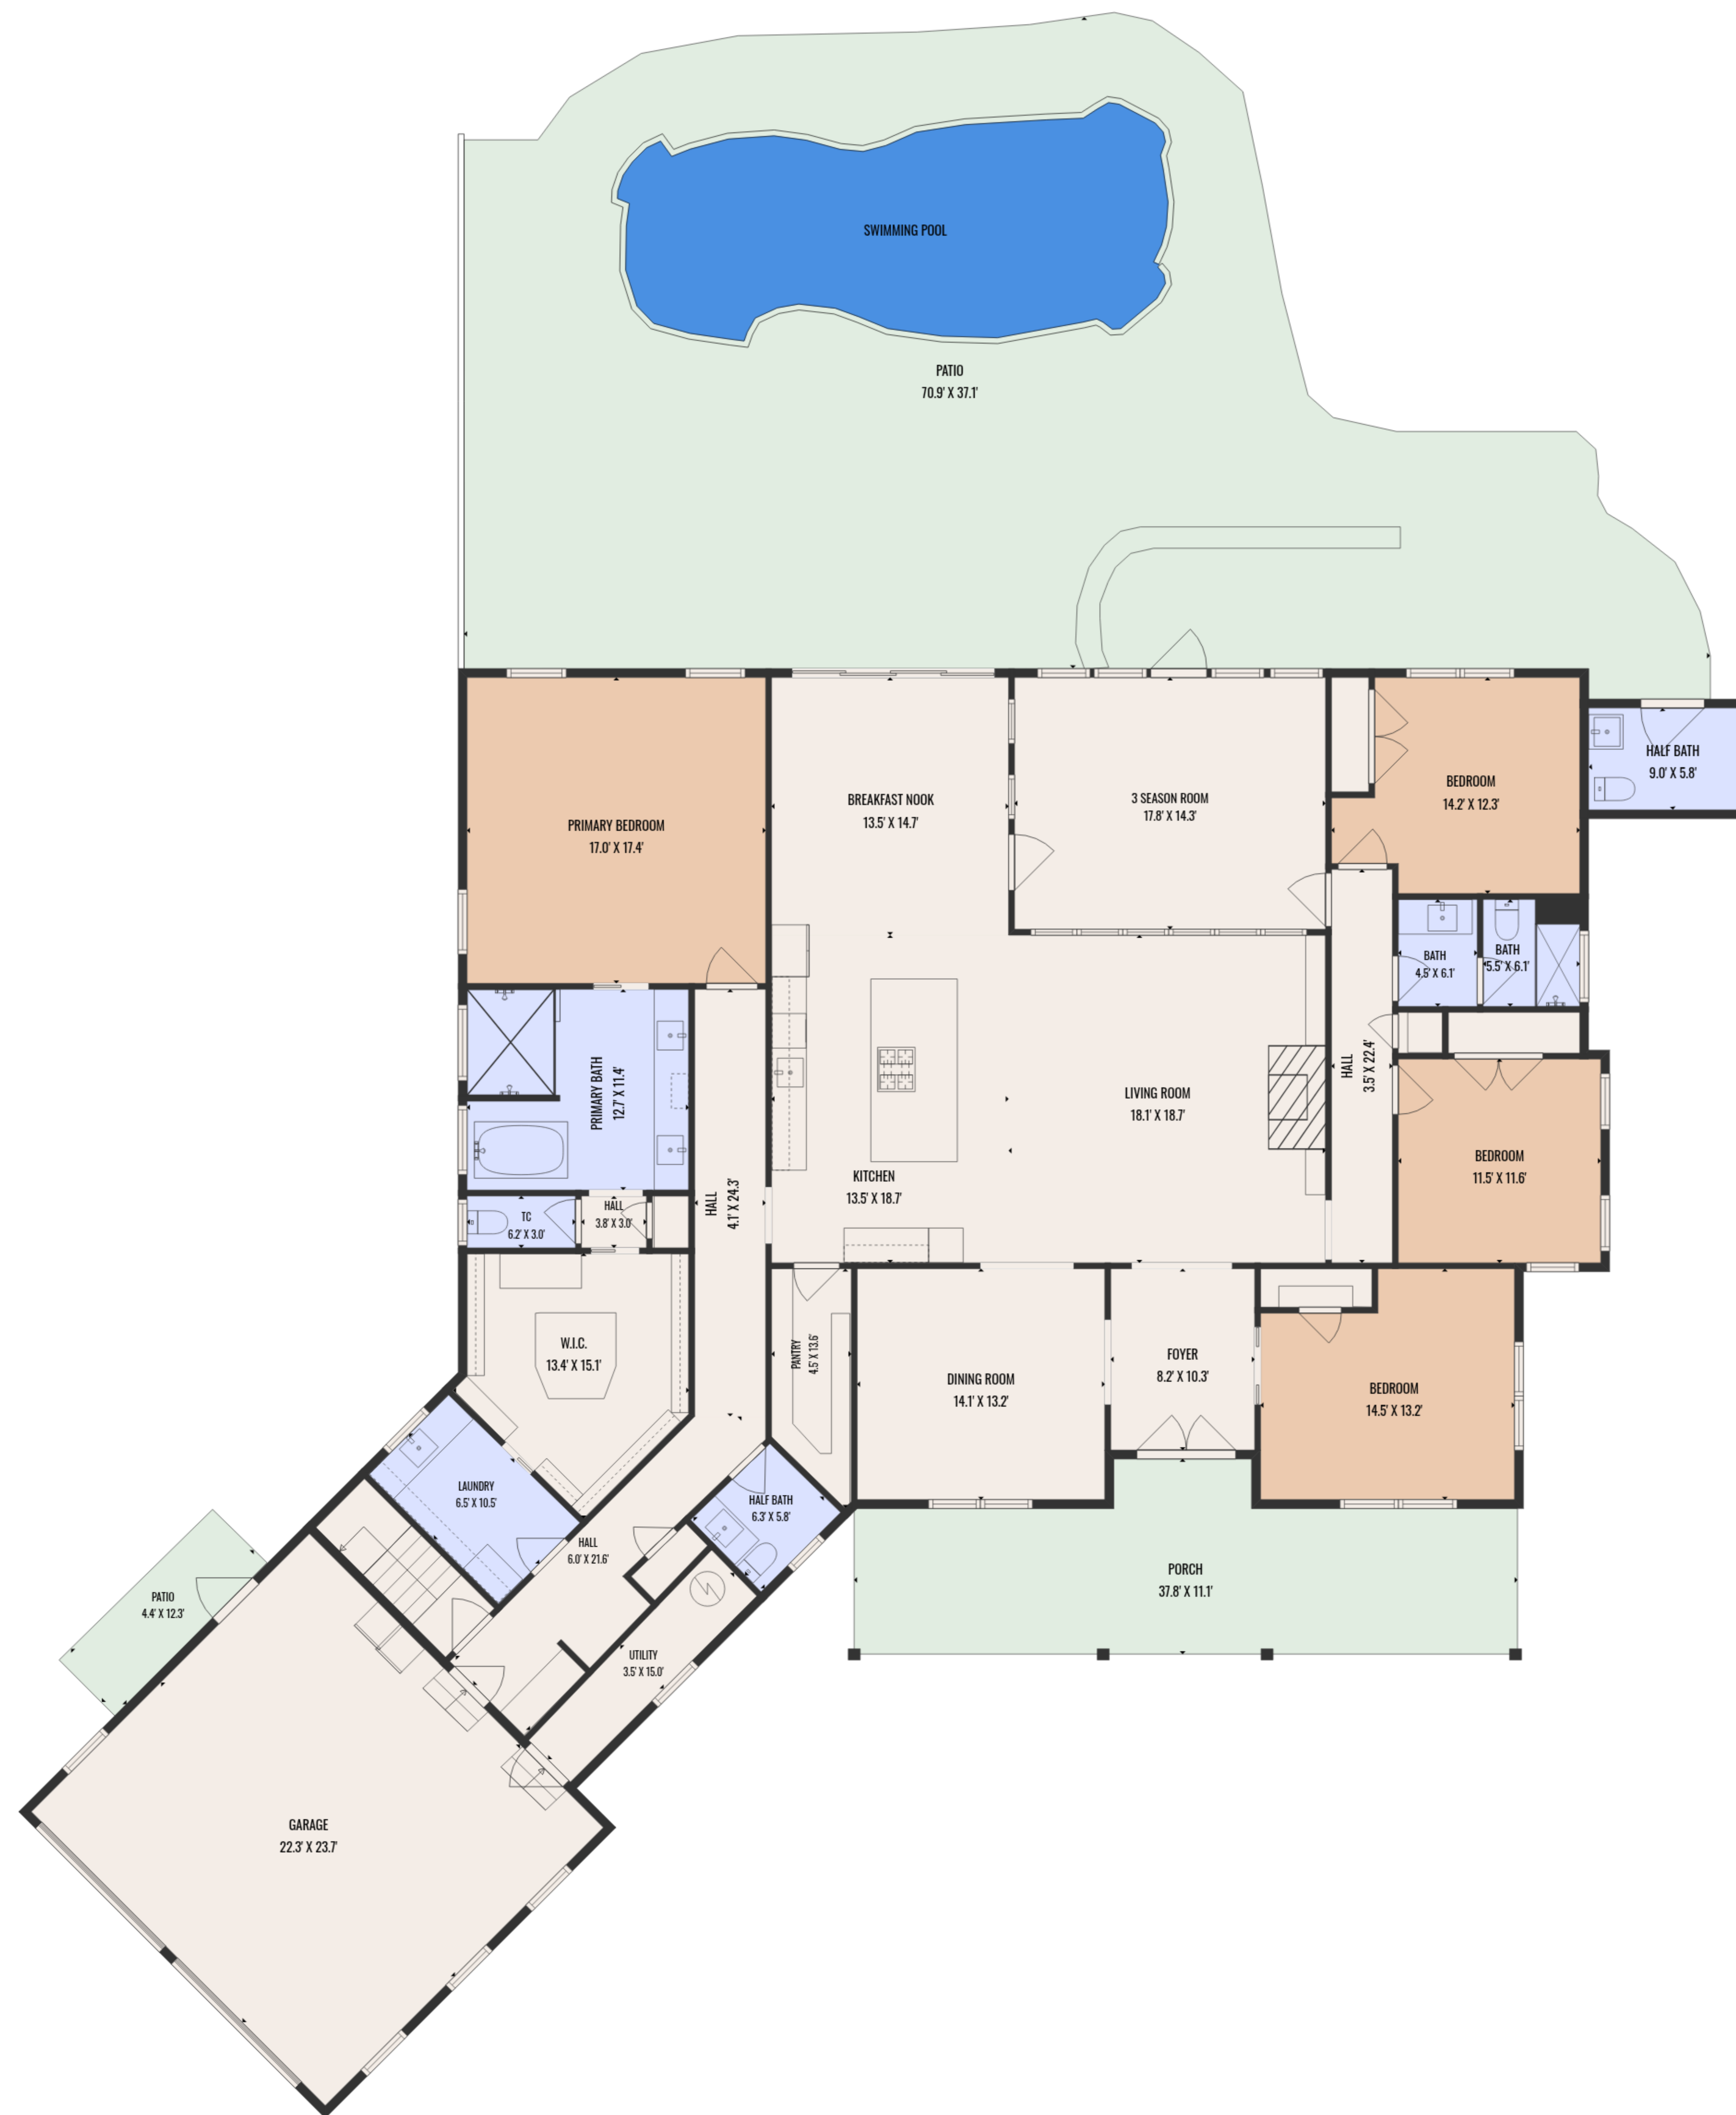 SWIMMING POOL
PATIO
70.9' X 37.1'
HALF BATH
9.0' X 5.8'
BEDROOM
14.2' X 12.3'
3 SEASON ROOM
17.8' X 14.3'
BREAKFAST NOOK
13.5' X 14.7'
PRIMARY BEDROOM
17.0' X 17.4'
BATH
4.5' X 6.1'
BATH
5.5' X 6.1'
PRIMARY BATH
12.7' X 11.4'
HALL
3.5' X 22.4'
LIVING ROOM
18.1' X 18.7'
BEDROOM
11.5' X 11.6'
KITCHEN
13.5' X 18.7'
HALL
4.1' X 24.3'
TC
6.2' X 3.0'
HALL
3.8' X 3.0'
W.I.C.
13.4' X 15.1'
PANTRY
4.5' X 13.6'
FOYER
8.2' X 10.3'
DINING ROOM
14.1' X 13.2'
BEDROOM
14.5' X 13.2'
LAUNDRY
6.5' X 10.5'
HALF BATH
6.3' X 5.8'
HALL
6.0' X 21.6'
PORCH
37.8' X 11.1'
PATIO
4.4' X 12.3'
UTILITY
3.5' X 15.0'
GARAGE
22.3' X 23.7'